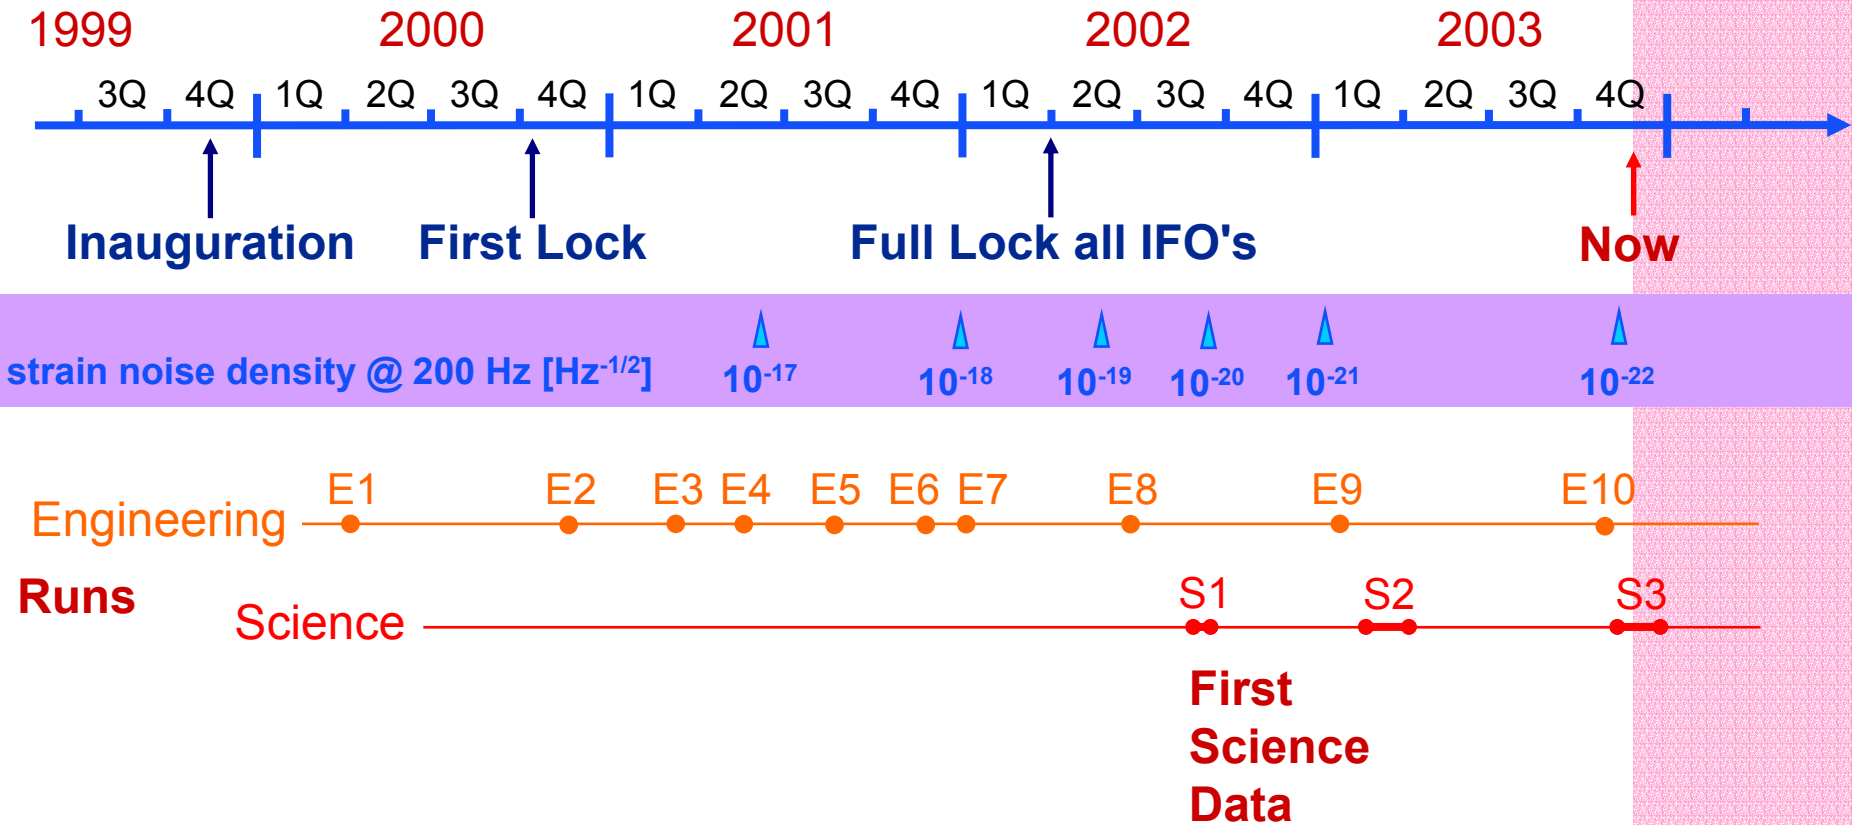 1999 2000 2001 2002 2003
3Q 4Q 1Q 2Q 3Q 4Q 1Q 2Q 3Q 4Q 1Q 2Q 3Q 4Q 1Q 2Q 3Q 4Q
Inauguration First Lock Full Lock all IFO's Now
strain noise density @ 200 Hz [Hz-1/2] 10-17 10-18 10-19 10-20 10-21 10-22
E1 E2 E3 E4 E5 E6 E7 E8 E9 E10
Engineering
Runs
S1 S2 S3
Science
First
Science
Data